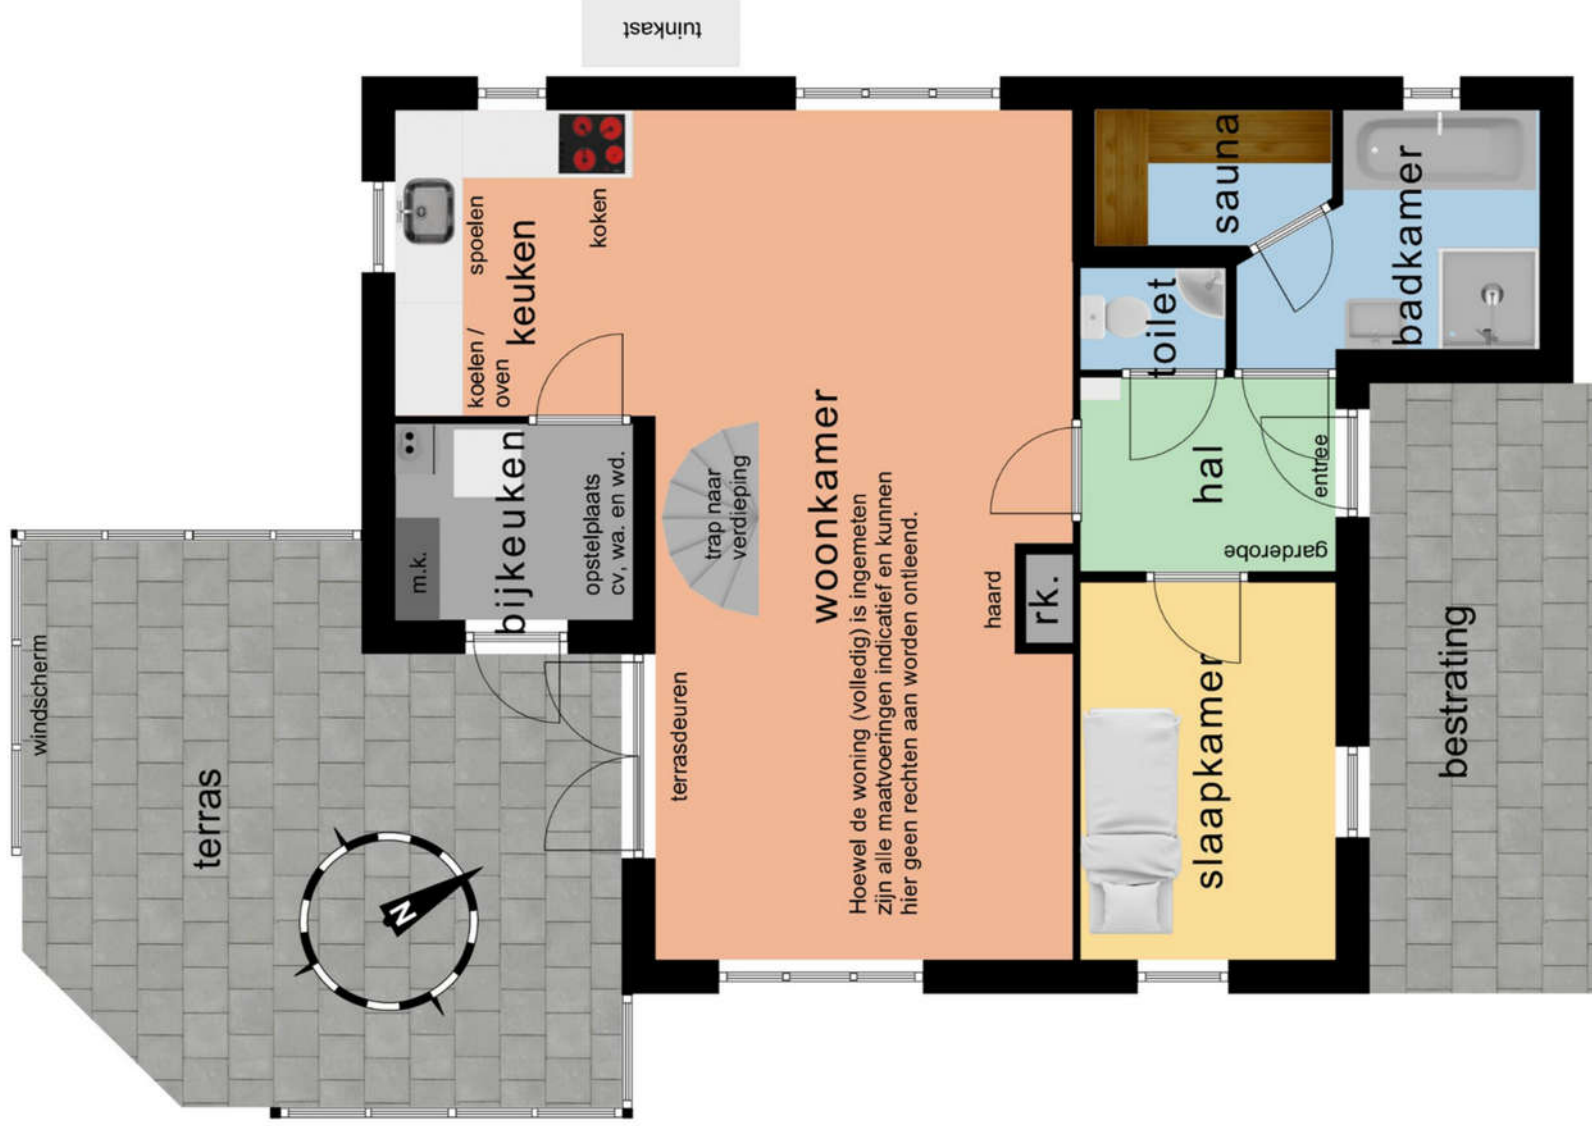 tuinkast
windscherm
terras
N
m.k.
bijkeuken
opstelplaats
cv, wa. en wd.
koelen /
oven
spoelen
keuken
koken
terrasdeuren
trap naar
verdieping
woonkamer
Hoewel de woning (volledig) is ingemeten
zijn alle maatvoeringen indicatief en kunnen
hier geen rechten aan worden ontleend.
haard
rk.
sauna
toilet
badkamer
hal
entree
garderobe
slaapkamer
bestrating